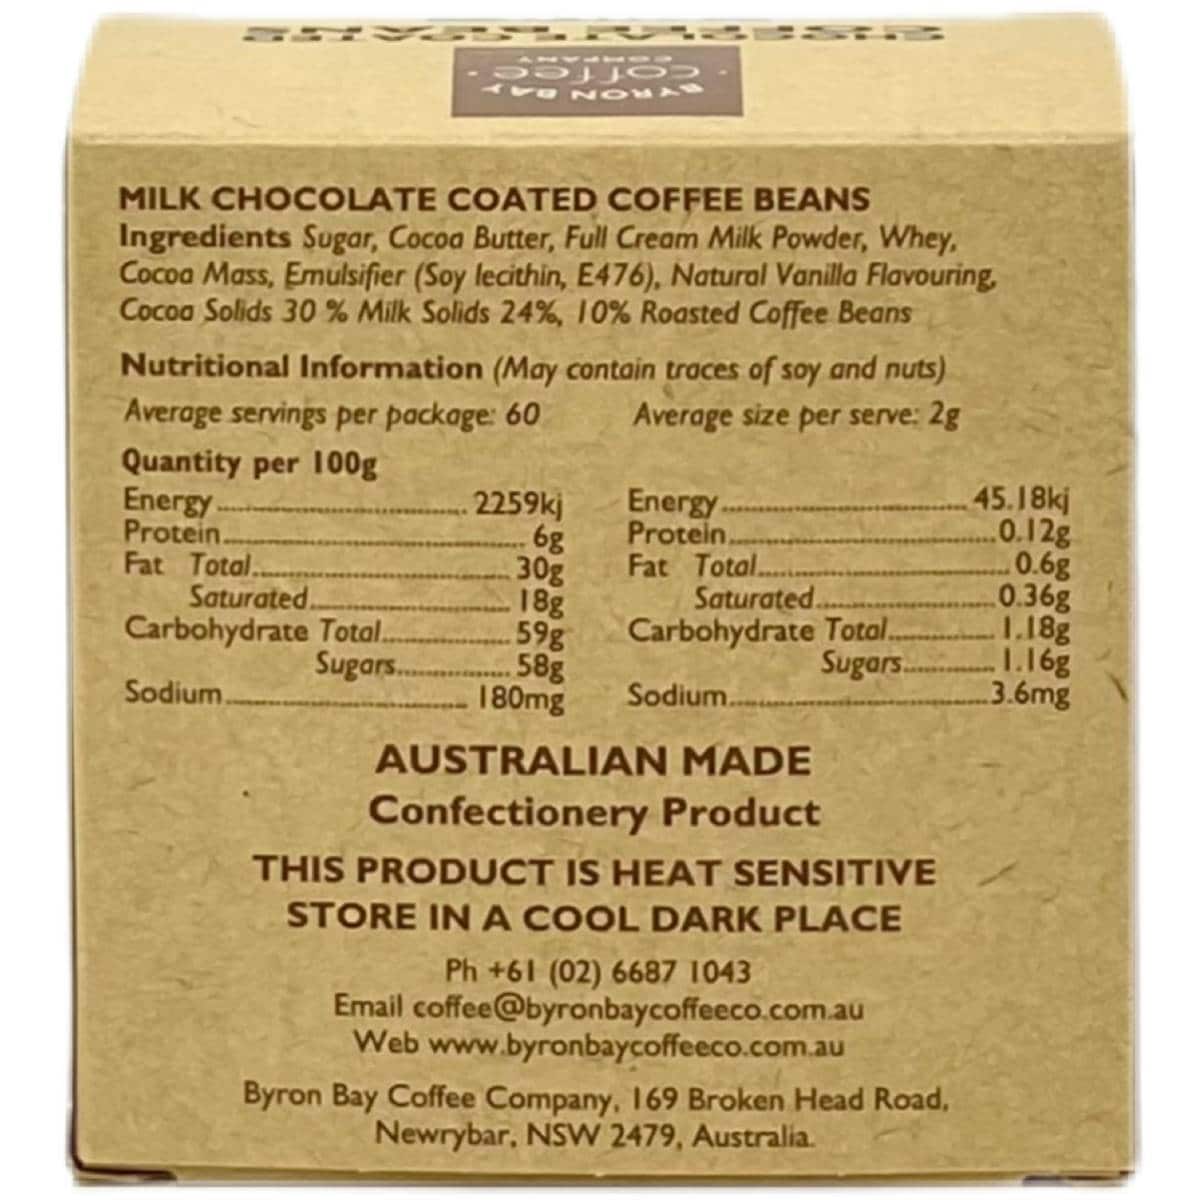 CHOCOLATE COATED
COFFEE BEANS
BYRON BAY
coffee
COMPANY
MILK CHOCOLATE COATED COFFEE BEANS
Ingredients Sugar, Cocoa Butter, Full Cream Milk Powder, Whey,
Cocoa Mass, Emulsifier (Soy lecithin, E476), Natural Vanilla Flavouring,
Cocoa Solids 30 % Milk Solids 24%, 10% Roasted Coffee Beans
Nutritional Information (May contain traces of soy and nuts)
Average servings per package: 60 Average size per serve: 2g
Quantity per 100g
Energy 2259kj Energy 45.18kj
Protein 6g Protein 0.12g
Fat Total 30g Fat Total 0.6g
Saturated 18g Saturated 0.36g
Carbohydrate Total 59g Carbohydrate Total 1.18g
Sugars 58g Sugars 1.16g
Sodium 180mg Sodium 3.6mg
AUSTRALIAN MADE
Confectionery Product
THIS PRODUCT IS HEAT SENSITIVE
STORE IN A COOL DARK PLACE
Ph +61 (02) 6687 1043
Email coffee@byronbaycoffeeco.com.au
Web www.byronbaycoffeeco.com.au
Byron Bay Coffee Company, 169 Broken Head Road,
Newrybar, NSW 2479, Australia.